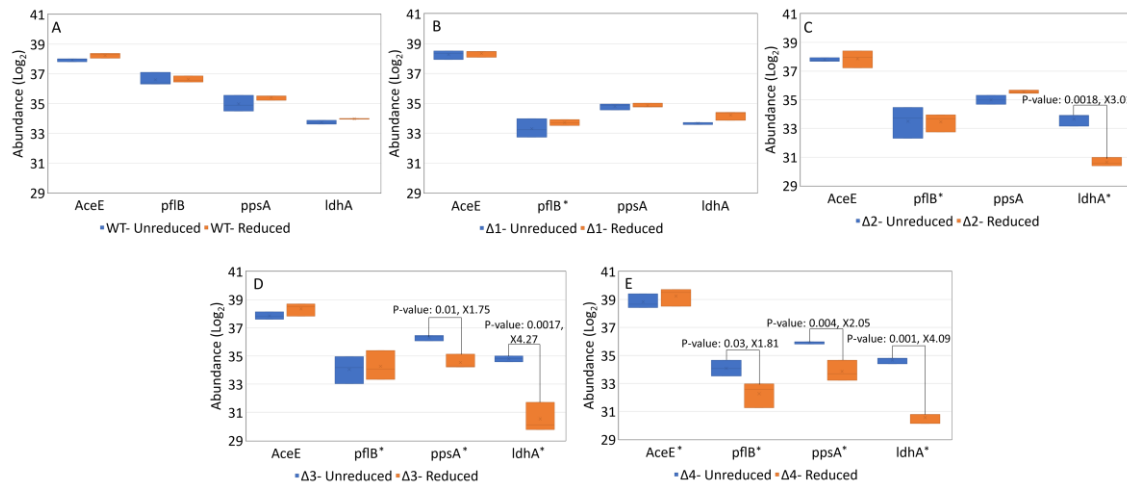 A
Abundance (Log2)
41
39
37
35
33
31
29
AceE pflB ppsA ldhA
WT- Unreduced WT- Reduced
B
Abundance (Log2)
41
39
37
35
33
31
29
AceE pflB* ppsA ldhA
Δ1- Unreduced Δ1- Reduced
C
Abundance (Log2)
41
39
37
35
33
31
29
P-value: 0.0018, X3.0
AceE pflB* ppsA ldhA*
Δ2- Unreduced Δ2- Reduced
D
Abundance (Log2)
41
39
37
35
33
31
29
P-value: 0.01, X1.75
P-value: 0.0017,
X4.27
AceE pflB* ppsA* ldhA*
Δ3- Unreduced Δ3- Reduced
E
Abundance (Log2)
41
39
37
35
33
31
29
P-value: 0.03, X1.81
P-value: 0.004, X2.05
P-value: 0.001, X4.09
AceE* pflB* ppsA* ldhA*
Δ4- Unreduced Δ4- Reduced